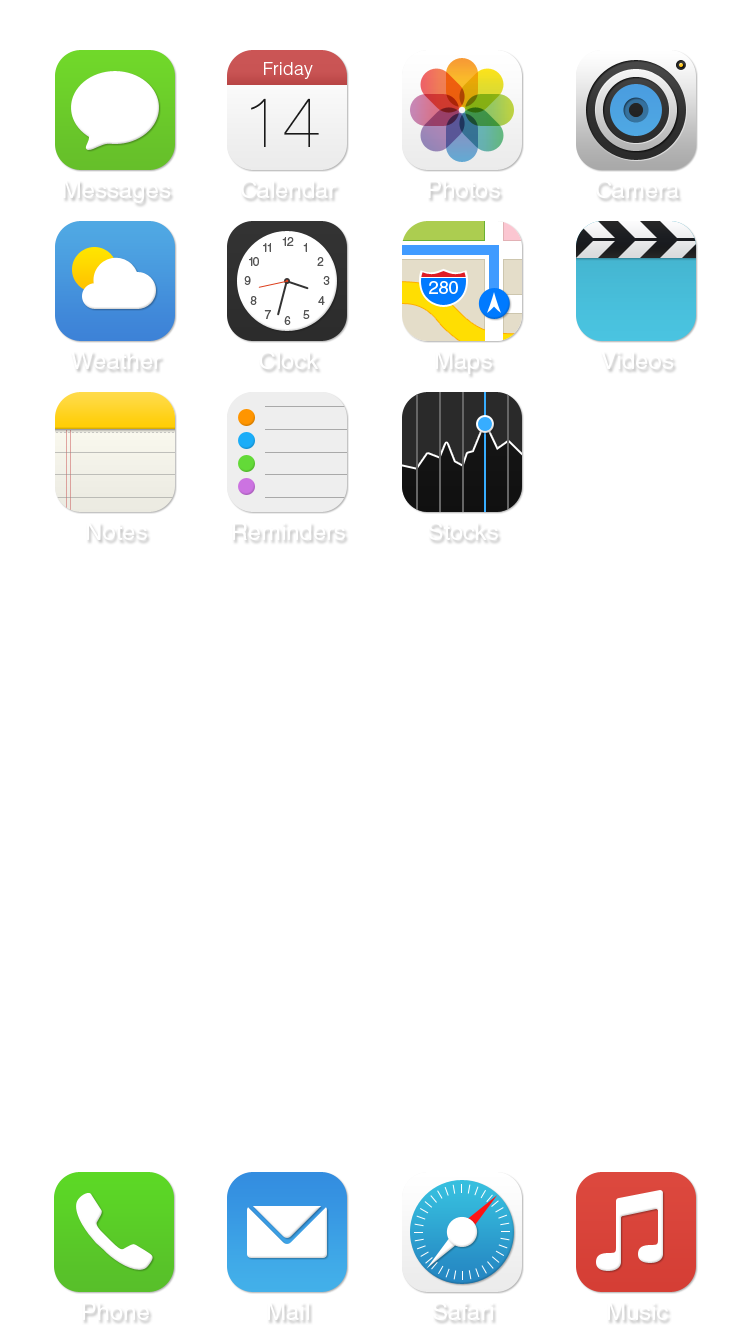 Friday
14
Messages Calendar Photos Camera
12
11 1
10 2
9 3
8 4
7 5
6
280
Weather Clock Maps Videos
Notes Reminders Stocks
Phone Mail Safari Music